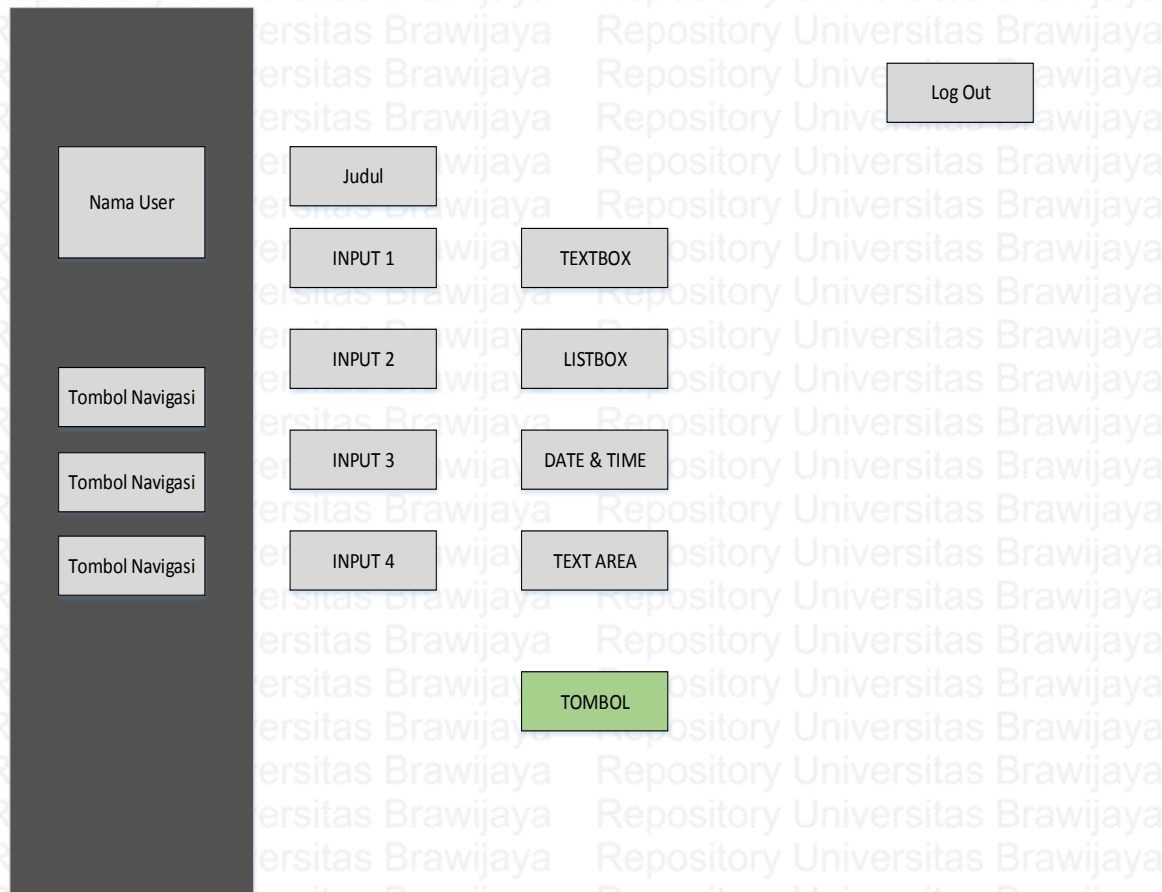 Log Out
Nama User
Tombol Navigasi
Tombol Navigasi
Tombol Navigasi
Judul
INPUT 1 TEXTBOX
INPUT 2 LISTBOX
INPUT 3 DATE & TIME
INPUT 4 TEXT AREA
TOMBOL
Repository Universitas Brawijaya